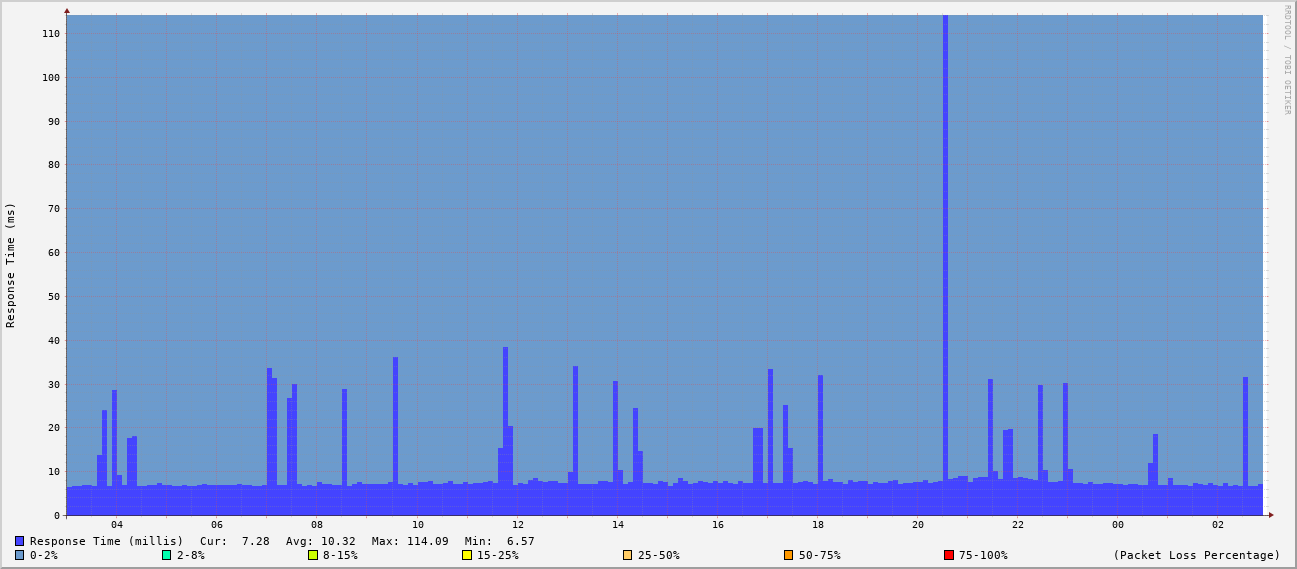 RRDTOOL / TOBI OETIKER
Response Time (ms)
110
100
90
80
70
60
50
40
30
20
10
0
04 06 08 10 12 14 16 18 20 22 00 02
Response Time (millis) Cur: 7.28 Avg: 10.32 Max: 114.09 Min: 6.57
0-2% 2-8% 8-15% 15-25% 25-50% 50-75% 75-100% (Packet Loss Percentage)